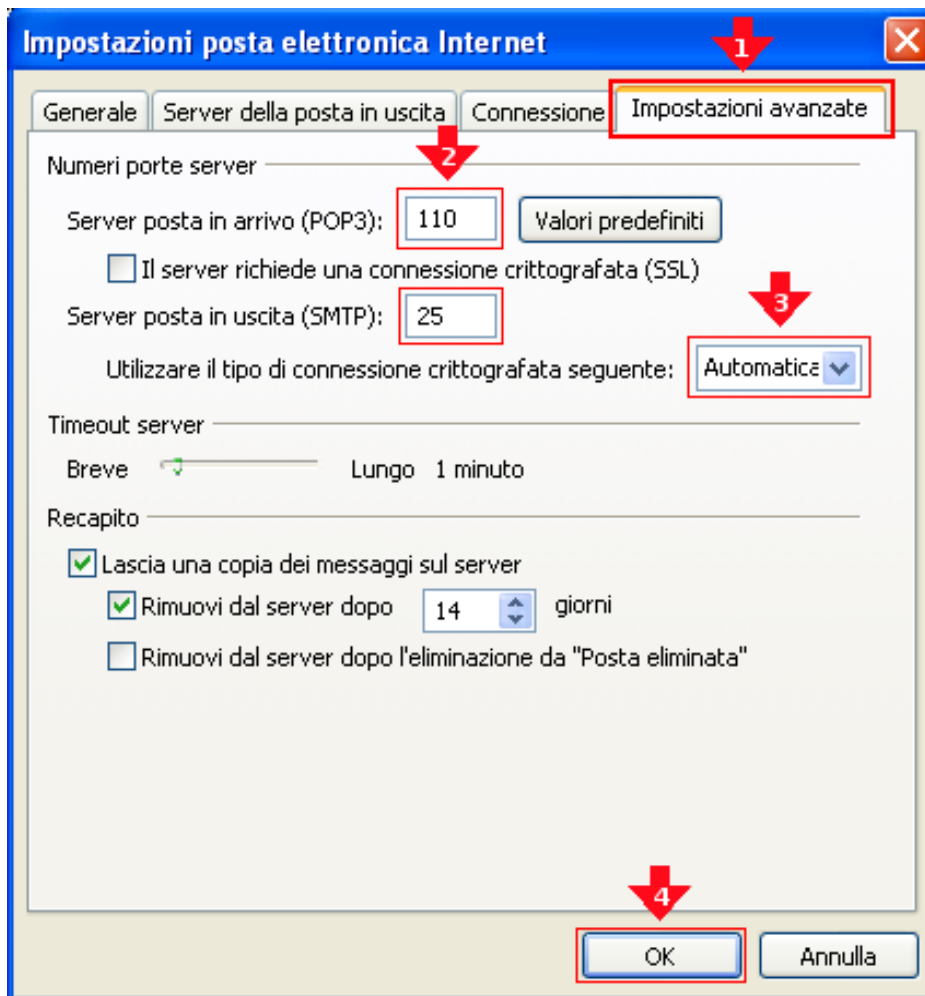 Impostazioni posta elettronica Internet
1
Generale Server della posta in uscita Connessione Impostazioni avanzate
2
Numeri porte server
Server posta in arrivo (POP3): 110 Valori predefiniti
Il server richiede una connessione crittografata (SSL)
3
Server posta in uscita (SMTP): 25
Utilizzare il tipo di connessione crittografata seguente: Automatica
Timeout server
Breve Lungo 1 minuto
Recapito
Lascia una copia dei messaggi sul server
Rimuovi dal server dopo 14 giorni
Rimuovi dal server dopo l'eliminazione da "Posta eliminata"
4
OK Annulla